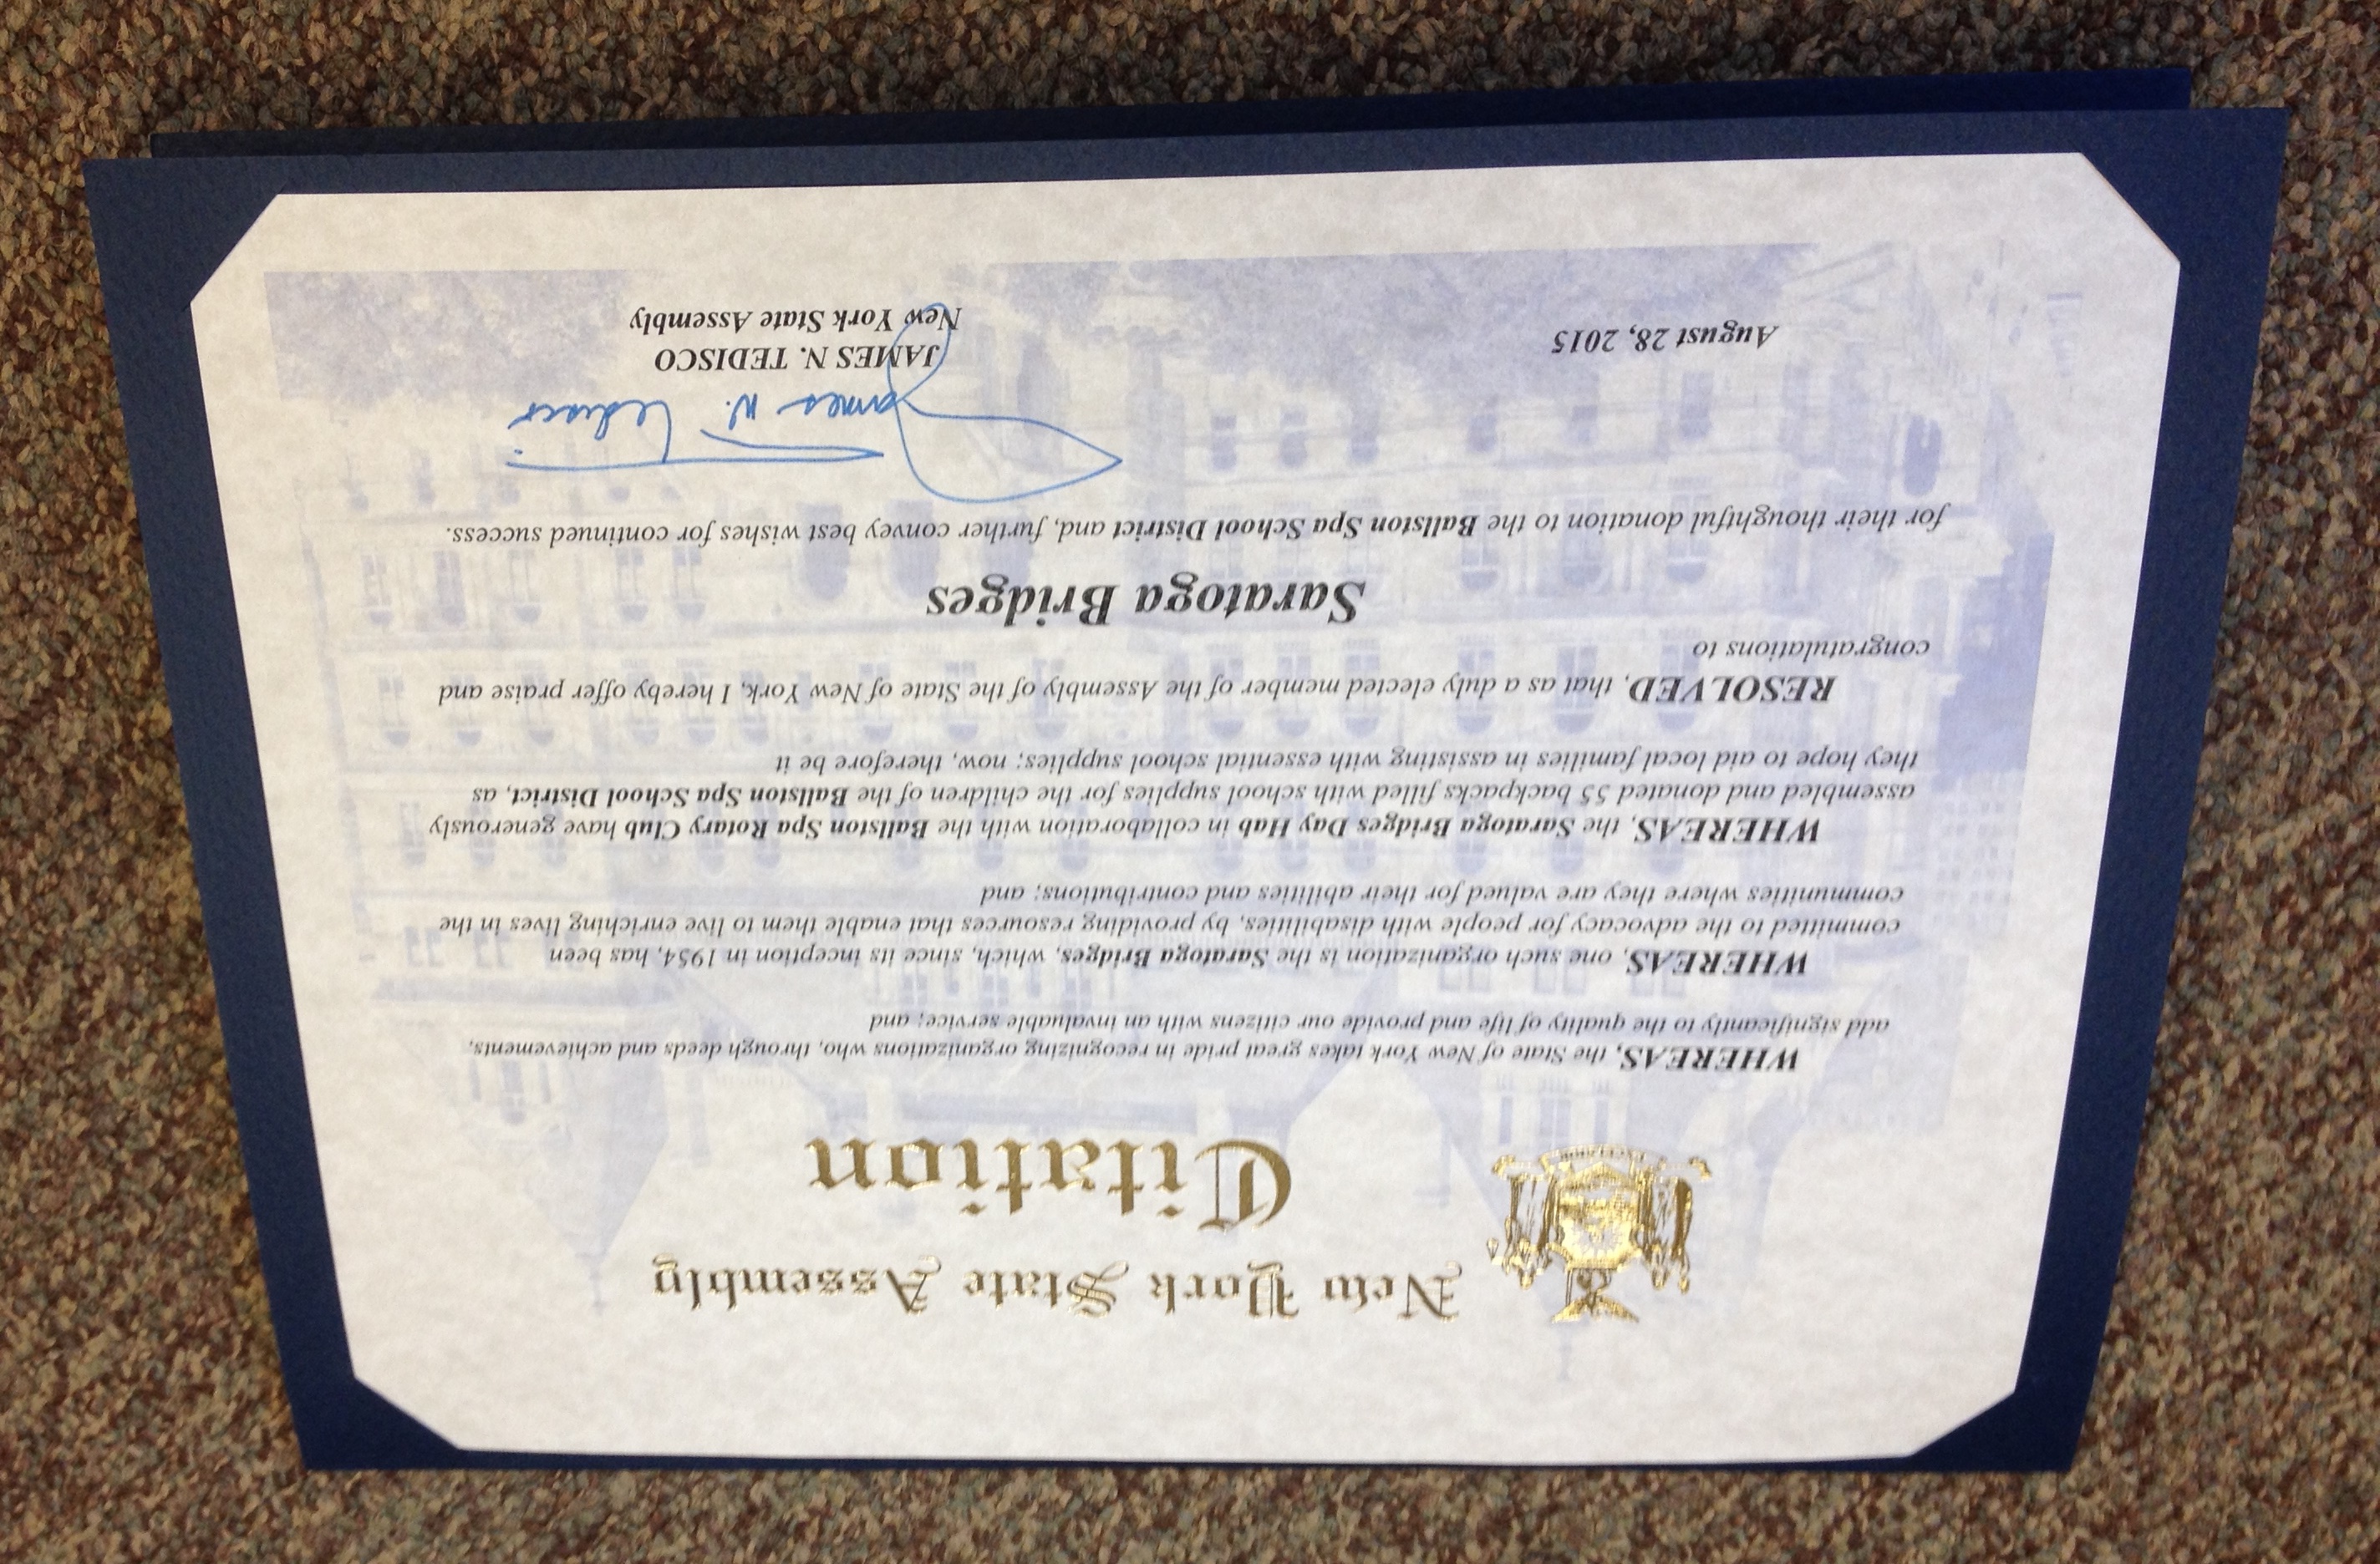 New York State Assembly
Citation
EXCELSIOR
WHEREAS, the State of New York takes great pride in recognizing organizations who, through deeds and achievements,
add significantly to the quality of life and provide our citizens with an invaluable service; and
WHEREAS, one such organization is the Saratoga Bridges, which, since its inception in 1954, has been
committed to the advocacy for people with disabilities, by providing resources that enable them to live enriching lives in the
communities where they are valued for their abilities and contributions; and
WHEREAS, the Saratoga Bridges Day Hab in collaboration with the Ballston Spa Rotary Club have generously
assembled and donated 55 backpacks filled with school supplies for the children of the Ballston Spa School District, as
they hope to aid local families in assisting with essential school supplies; now, therefore be it
RESOLVED, that as a duly elected member of the Assembly of the State of New York, I hereby offer praise and
congratulations to
Saratoga Bridges
for their thoughtful donation to the Ballston Spa School District and, further convey best wishes for continued success.
James N. Tedisco
August 28, 2015
JAMES N. TEDISCO
New York State Assembly